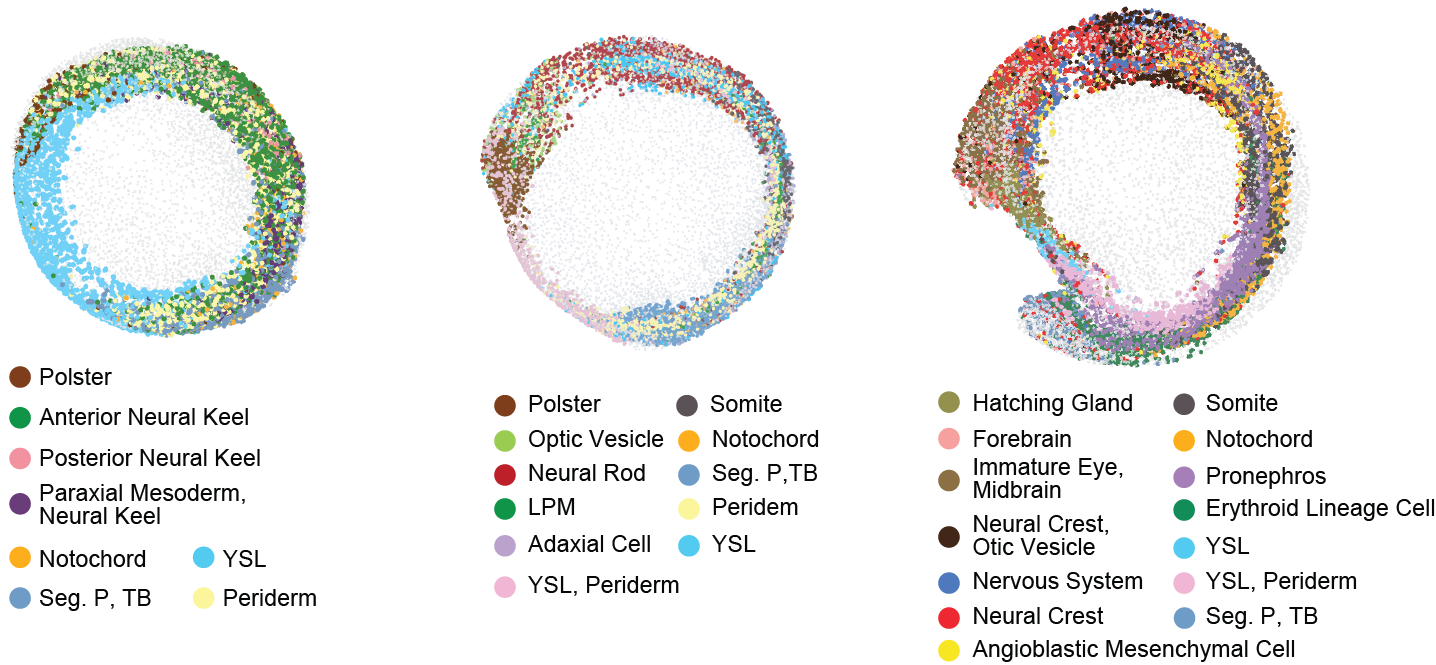 Polster
Anterior Neural Keel
Posterior Neural Keel
Paraxial Mesoderm,
Neural Keel
Notochord
YSL
Seg. P, TB
Periderm
Polster
Somite
Optic Vesicle
Notochord
Neural Rod
Seg. P,TB
LPM
Peridem
Adaxial Cell
YSL
YSL, Periderm
Hatching Gland
Somite
Forebrain
Notochord
Immature Eye,
Midbrain
Pronephros
Neural Crest,
Otic Vesicle
Erythroid Lineage Cell
YSL
Nervous System
YSL, Periderm
Neural Crest
Seg. P, TB
Angioblastic Mesenchymal Cell